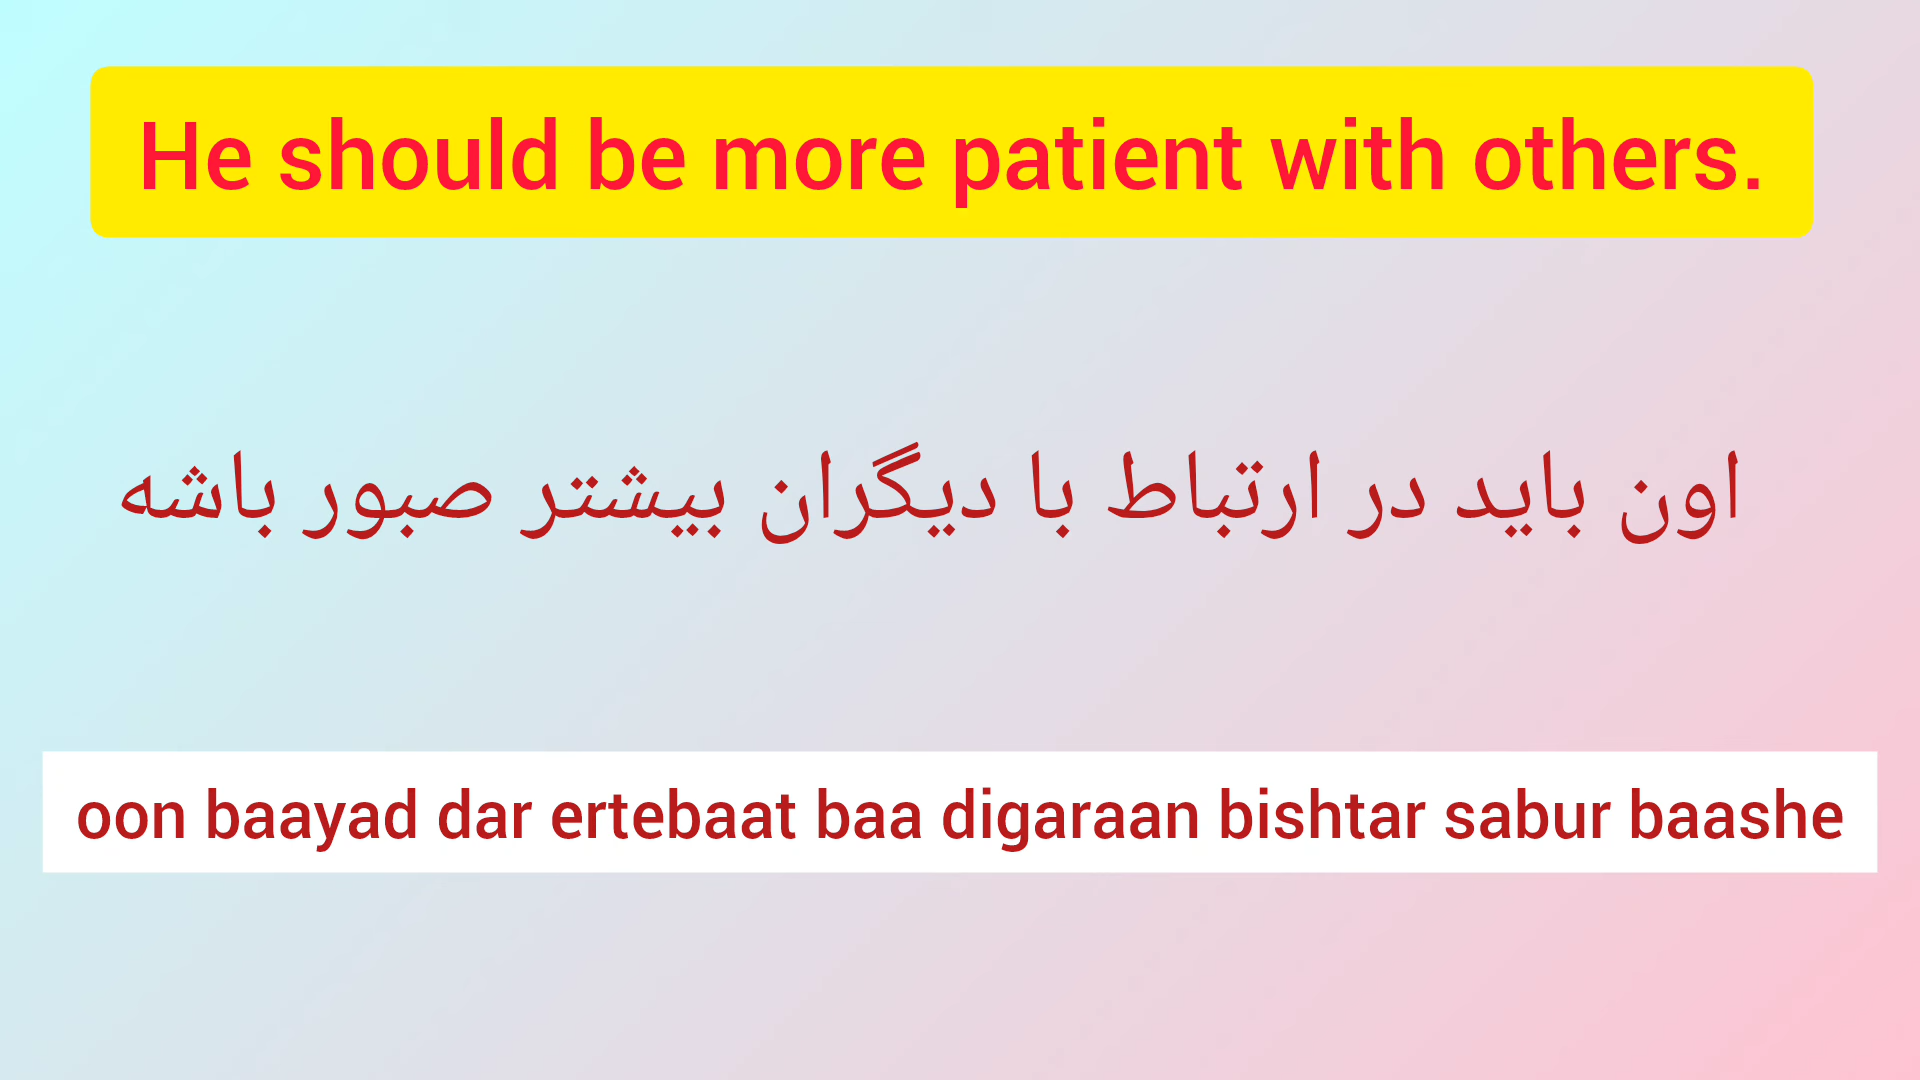 He should be more patient with others.
اون باید در ارتباط با دیگران بیشتر صبور باشه
oon baayad dar ertebaat baa digaraan bishtar sabur baashe